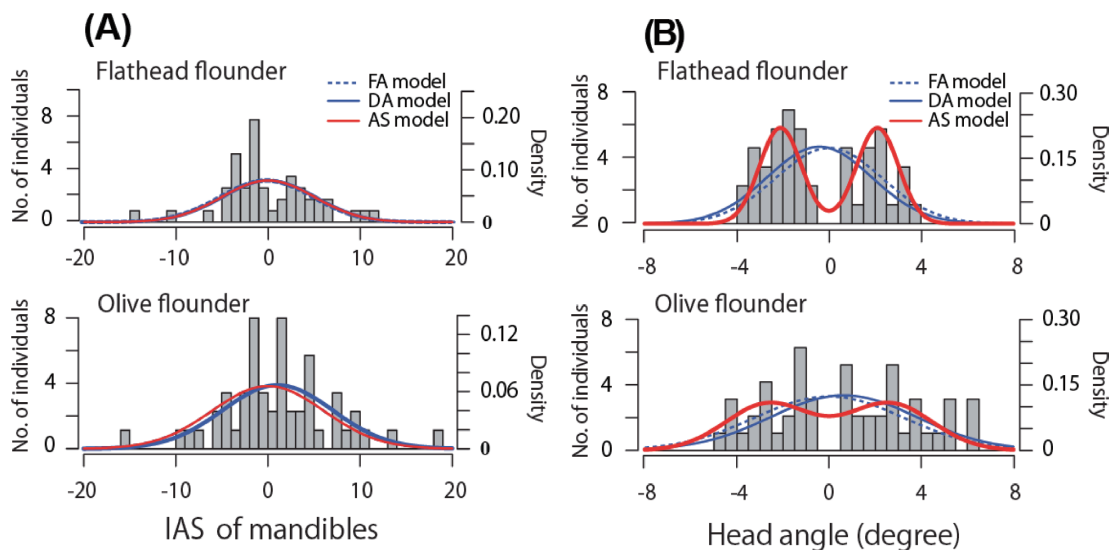 (A)
Flathead flounder
FA model
DA model
AS model
No. of individuals
8
4
0
0.20
0.10
0
Density
-20
-10
0
10
20
Olive flounder
No. of individuals
8
4
0
0.12
0.06
0
Density
-20
-10
0
10
20
IAS of mandibles
(B)
Flathead flounder
FA model
DA model
AS model
No. of individuals
8
4
0
0.30
0.15
0
Density
-8
-4
0
4
8
Olive flounder
No. of individuals
8
4
0
0.30
0.15
0
Density
-8
-4
0
4
8
Head angle (degree)